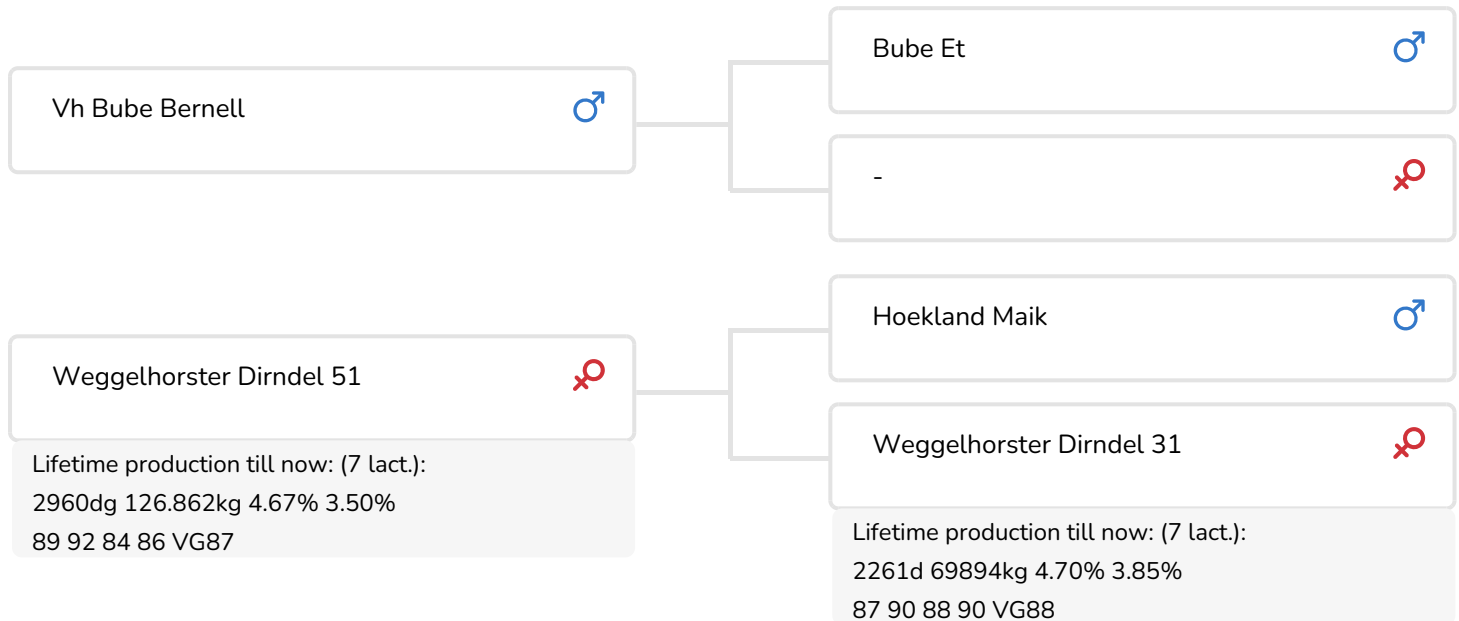 Bube Et
Vh Bube Bernell
-
Hoekland Maik
Weggelhorster Dirndel 51
Weggelhorster Dirndel 31
Lifetime production till now: (7 lact.):
2960dg 126.862kg 4.67% 3.50%
89 92 84 86 VG87
Lifetime production till now: (7 lact.):
2261d 69894kg 4.70% 3.85%
87 90 88 90 VG88